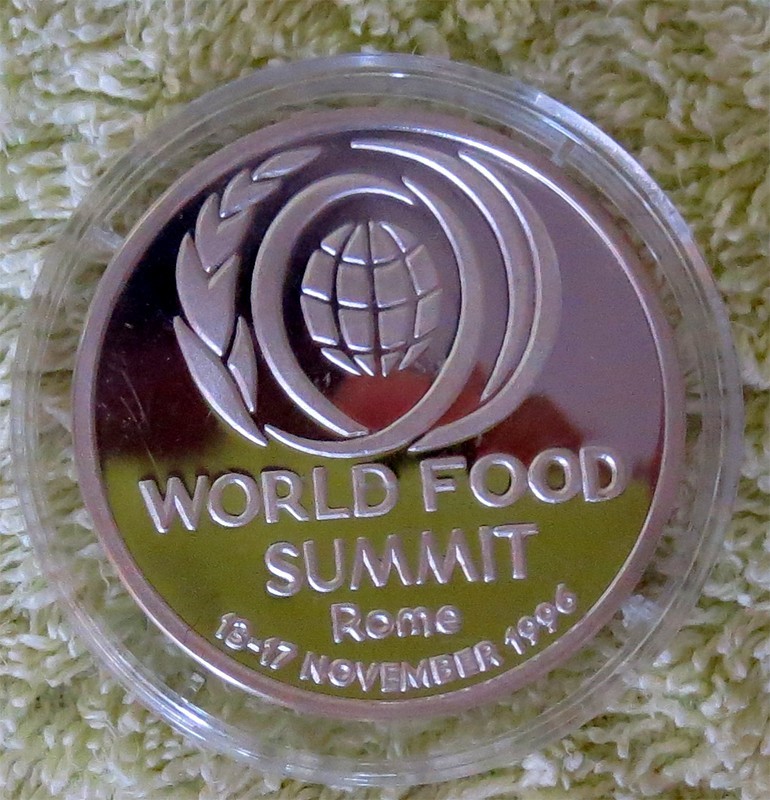 WORLD FOOD
SUMMIT
Rome
13-17 NOVEMBER 1996